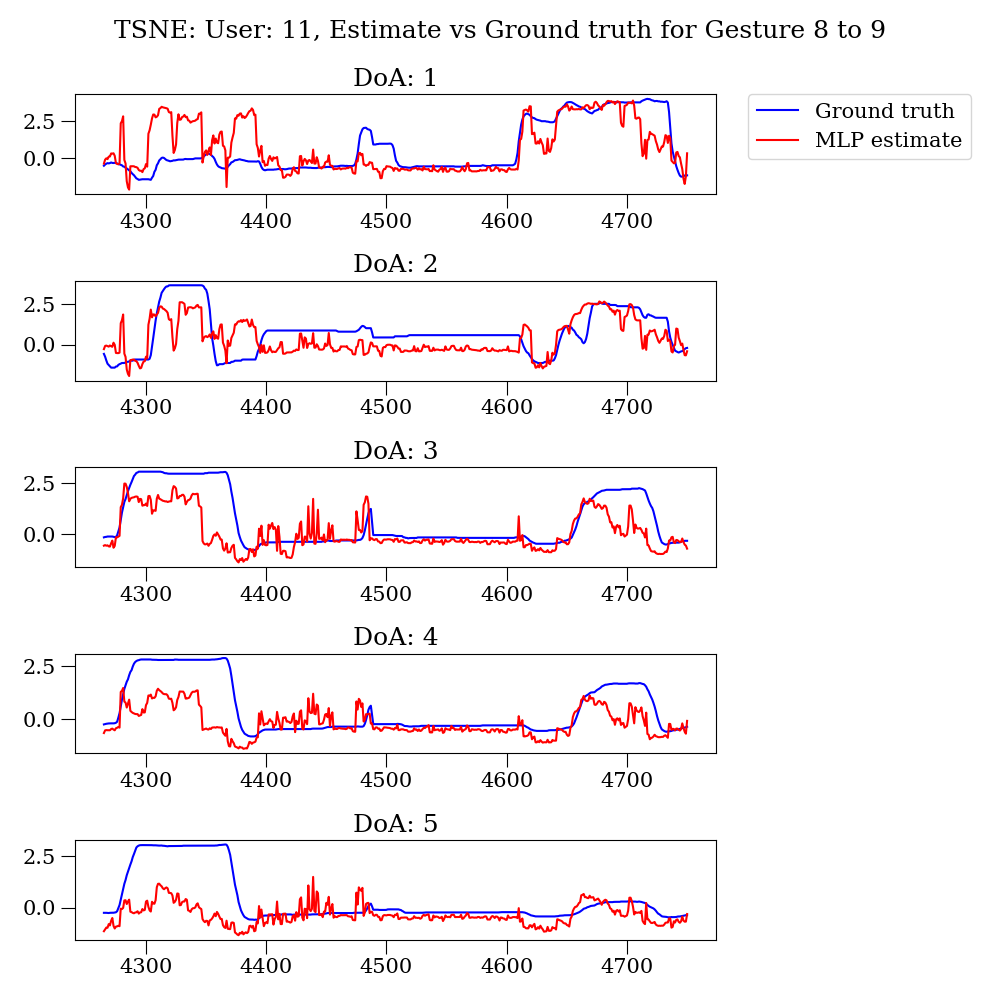 TSNE: User: 11, Estimate vs Ground truth for Gesture 8 to 9
DoA: 1
Ground truth
MLP estimate
2.5
0.0
4300 4400 4500 4600 4700
DoA: 2
2.5
0.0
4300 4400 4500 4600 4700
DoA: 3
2.5
0.0
4300 4400 4500 4600 4700
DoA: 4
2.5
0.0
4300 4400 4500 4600 4700
DoA: 5
2.5
0.0
4300 4400 4500 4600 4700